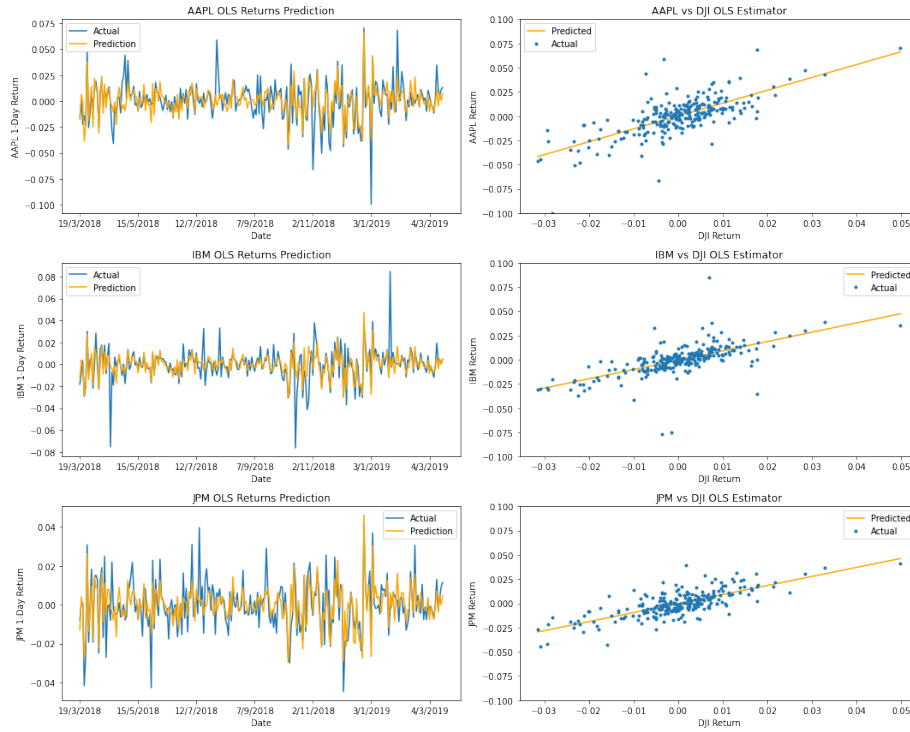 AAPL OLS Returns Prediction
Actual
Prediction
0.075
0.050
0.025
0.000
−0.025
−0.050
−0.075
−0.100
AAPL 1-Day Return
19/3/2018 15/5/2018 12/7/2018 7/9/2018 2/11/2018 3/1/2019 4/3/2019
Date
AAPL vs DJI OLS Estimator
Predicted
Actual
0.100
0.075
0.050
0.025
0.000
−0.025
−0.050
−0.075
−0.100
AAPL Return
−0.03 −0.02 −0.01 0.00 0.01 0.02 0.03 0.04 0.05
DJI Return
IBM OLS Returns Prediction
Actual
Prediction
0.08
0.06
0.04
0.02
0.00
−0.02
−0.04
−0.06
−0.08
IBM 1-Day Return
19/3/2018 15/5/2018 12/7/2018 7/9/2018 2/11/2018 3/1/2019 4/3/2019
Date
IBM vs DJI OLS Estimator
Predicted
Actual
0.100
0.075
0.050
0.025
0.000
−0.025
−0.050
−0.075
−0.100
IBM Return
−0.03 −0.02 −0.01 0.00 0.01 0.02 0.03 0.04 0.05
DJI Return
JPM OLS Returns Prediction
Actual
Prediction
0.04
0.02
0.00
−0.02
−0.04
JPM 1-Day Return
19/3/2018 15/5/2018 12/7/2018 7/9/2018 2/11/2018 3/1/2019 4/3/2019
Date
JPM vs DJI OLS Estimator
Predicted
Actual
0.100
0.075
0.050
0.025
0.000
−0.025
−0.050
−0.075
−0.100
JPM Return
−0.03 −0.02 −0.01 0.00 0.01 0.02 0.03 0.04 0.05
DJI Return